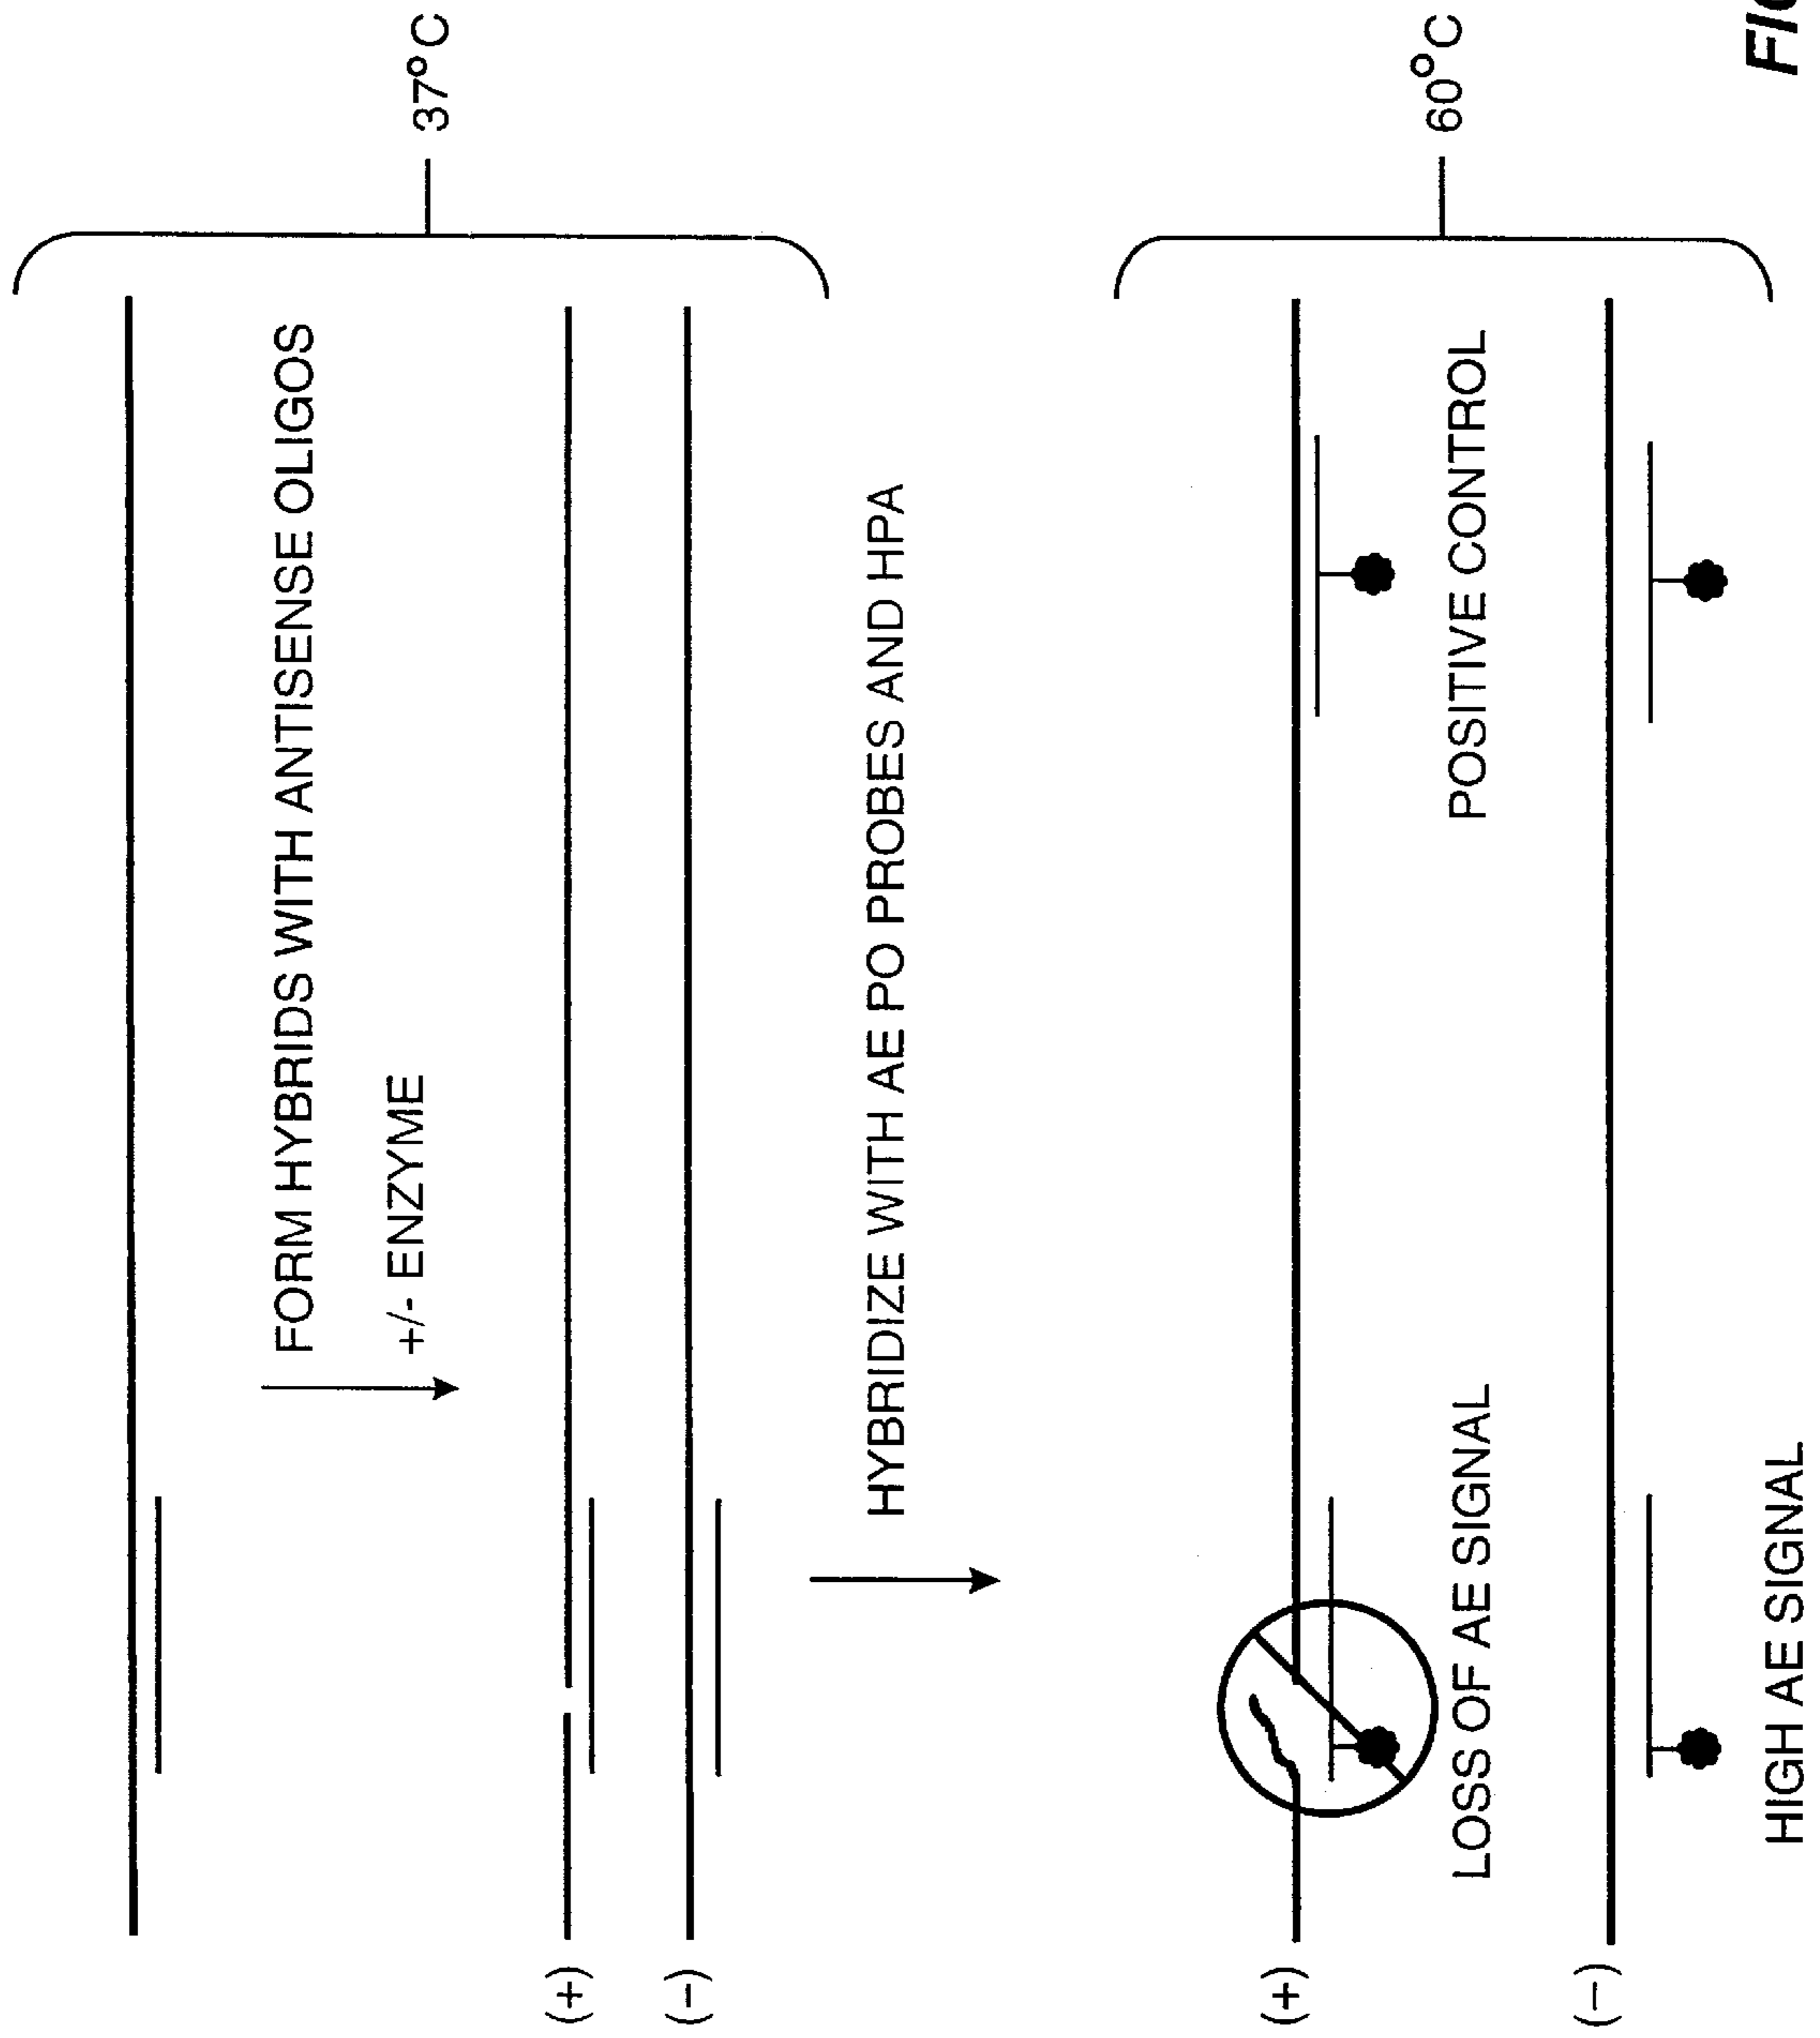 37°C
FORM HYBRIDS WITH ANTISENSE OLIGOS
+/- ENZYME
(+)
(-)
HYBRIDIZE WITH AE PO PROBES AND HPA
60°C
(+)
LOSS OF AE SIGNAL
POSITIVE CONTROL
(-)
HIGH AE SIGNAL